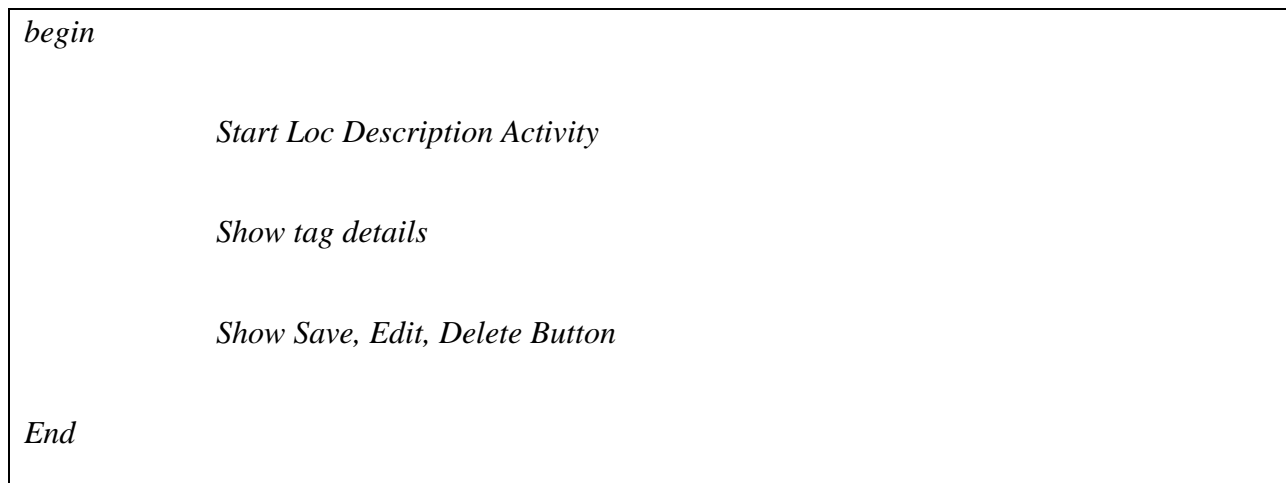 begin
Start Loc Description Activity
Show tag details
Show Save, Edit, Delete Button
End